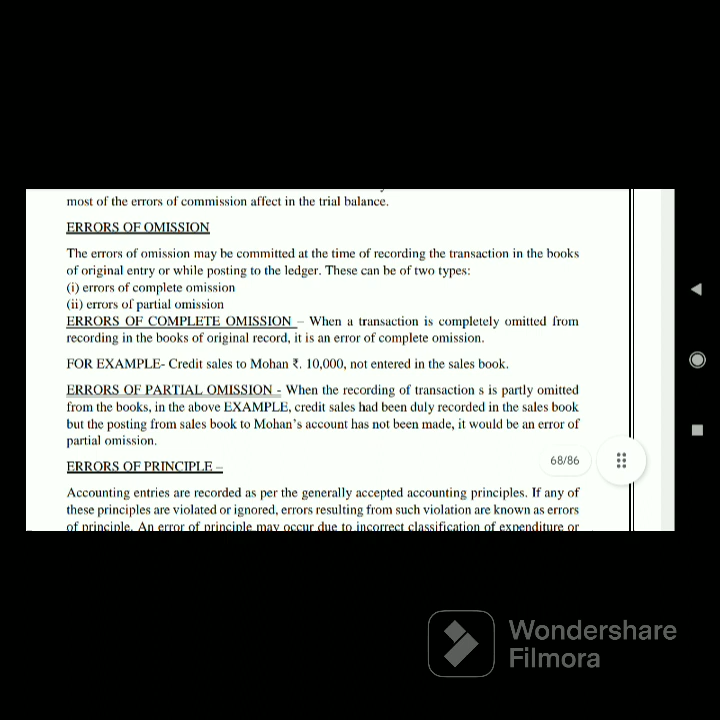 most of the errors of commission affect in the trial balance.
ERRORS OF OMISSION
The errors of omission may be committed at the time of recording the transaction in the books
of original entry or while posting to the ledger. These can be of two types:
(i) errors of complete omission
(ii) errors of partial omission
ERRORS OF COMPLETE OMISSION – When a transaction is completely omitted from
recording in the books of original record, it is an error of complete omission.
FOR EXAMPLE- Credit sales to Mohan ₹. 10,000, not entered in the sales book.
ERRORS OF PARTIAL OMISSION - When the recording of transaction s is partly omitted
from the books, in the above EXAMPLE, credit sales had been duly recorded in the sales book
but the posting from sales book to Mohan's account has not been made, it would be an error of
partial omission.
68/86
ERRORS OF PRINCIPLE –
Accounting entries are recorded as per the generally accepted accounting principles. If any of
these principles are violated or ignored, errors resulting from such violation are known as errors
of principle. An error of principle may occur due to incorrect classification of expenditure or
Wondershare
Filmora